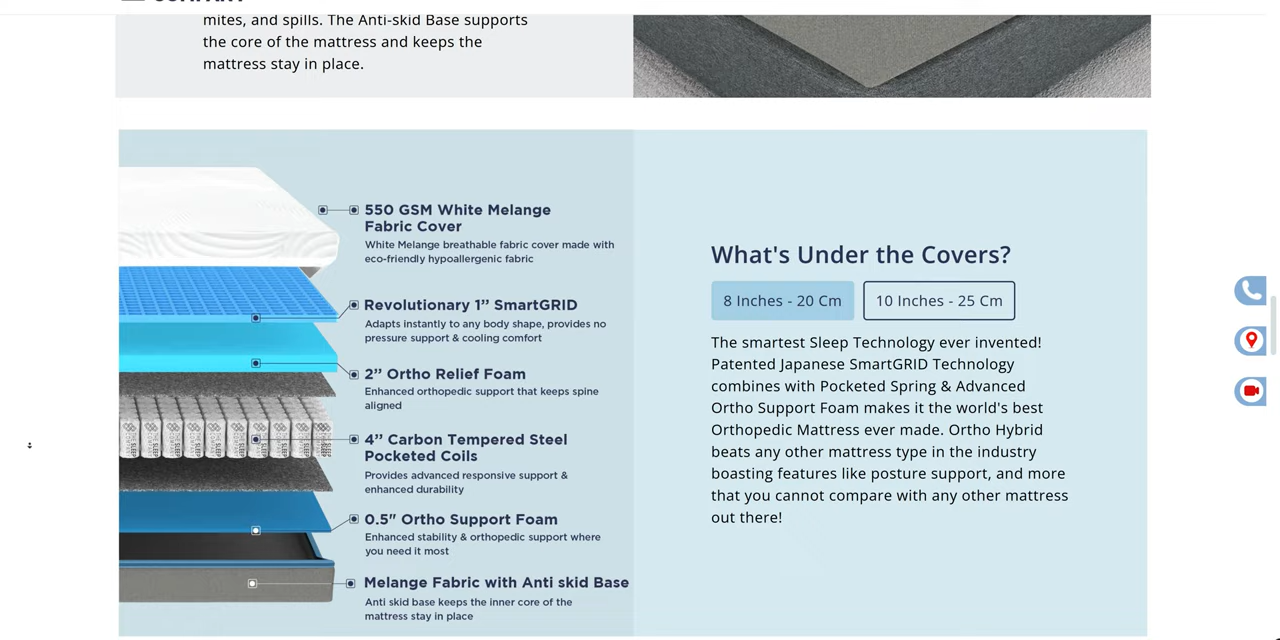 mites, and spills. The Anti-skid Base supports
the core of the mattress and keeps the
mattress stay in place.
550 GSM White Melange
Fabric Cover
White Melange breathable fabric cover made with
eco-friendly hypoallergenic fabric
Revolutionary 1’’ SmartGRID
Adapts instantly to any body shape, provides no
pressure support & cooling comfort
2’’ Ortho Relief Foam
Enhanced orthopedic support that keeps spine
aligned
4’’ Carbon Tempered Steel
Pocketed Coils
Provides advanced responsive support &
enhanced durability
0.5" Ortho Support Foam
Enhanced stability & orthopedic support where
you need it most
Melange Fabric with Anti skid Base
Anti skid base keeps the inner core of the
mattress stay in place
What's Under the Covers?
8 Inches - 20 Cm
10 Inches - 25 Cm
The smartest Sleep Technology ever invented!
Patented Japanese SmartGRID Technology
combines with Pocketed Spring & Advanced
Ortho Support Foam makes it the world's best
Orthopedic Mattress ever made. Ortho Hybrid
beats any other mattress type in the industry
boasting features like posture support, and more
that you cannot compare with any other mattress
out there!